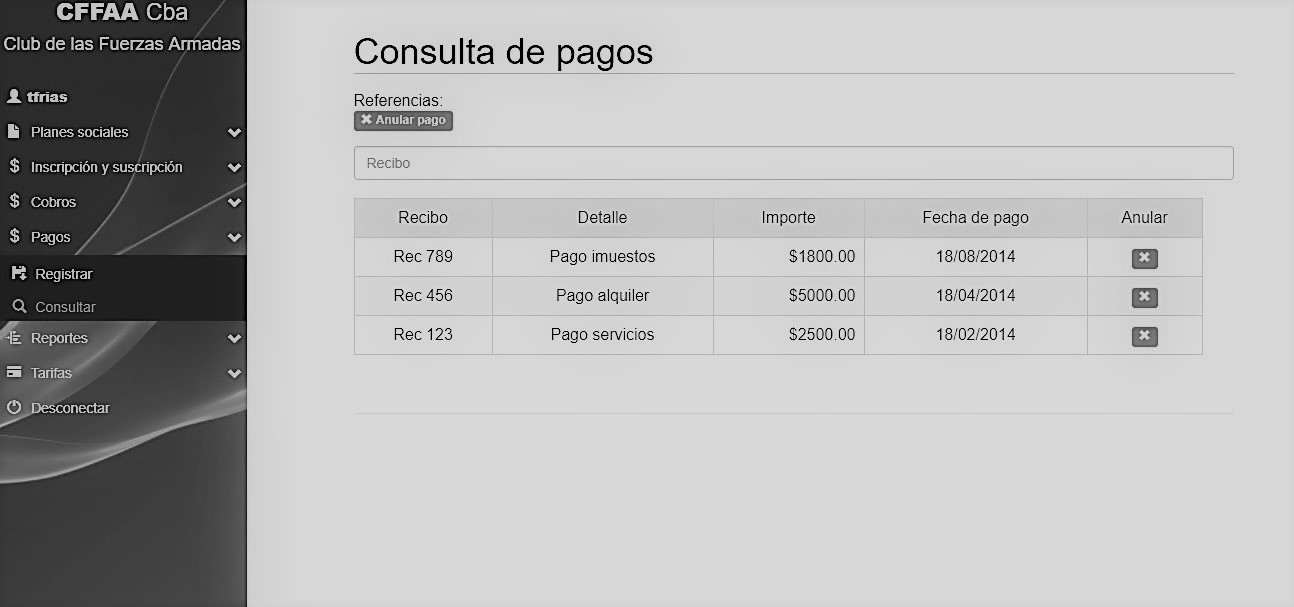 CFFAA Cba
Club de las Fuerzas Armadas
tfrias
Planes sociales
Inscripción y suscripción
Cobros
Pagos
Registrar
Consultar
Reportes
Tarifas
Desconectar
Consulta de pagos
Referencias:
Anular pago
Recibo
Recibo Detalle Importe Fecha de pago Anular
Rec 789 Pago imuestos $1800.00 18/08/2014
Rec 456 Pago alquiler $5000.00 18/04/2014
Rec 123 Pago servicios $2500.00 18/02/2014